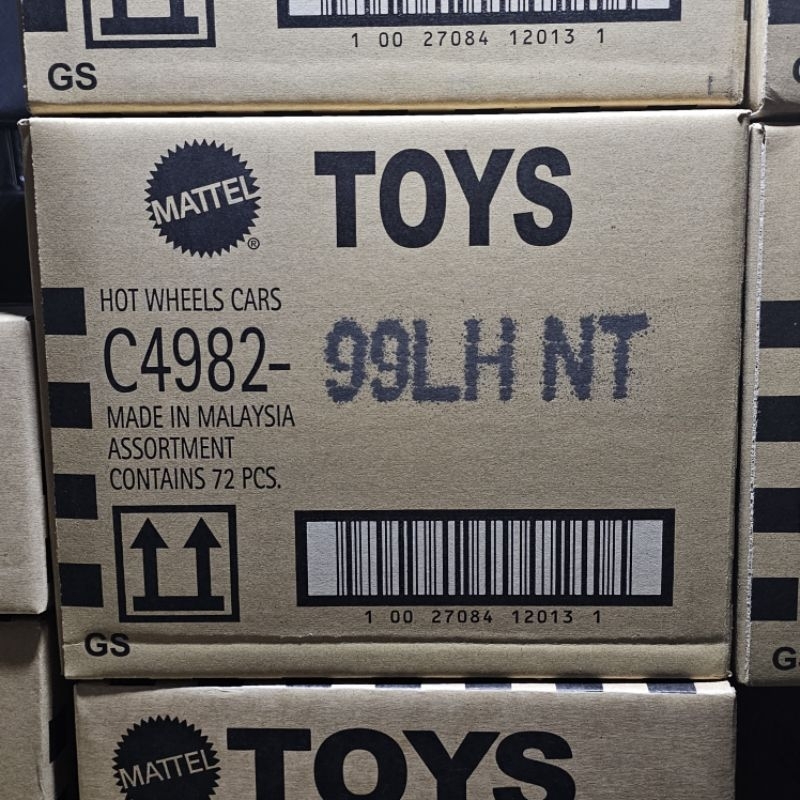 1 00 27084 12013 1
GS
MATTEL ®
TOYS
HOT WHEELS CARS
C4982- 99LH NT
MADE IN MALAYSIA
ASSORTMENT
CONTAINS 72 PCS.
1 00 27084 12013 1
GS
MATTEL
TOYS